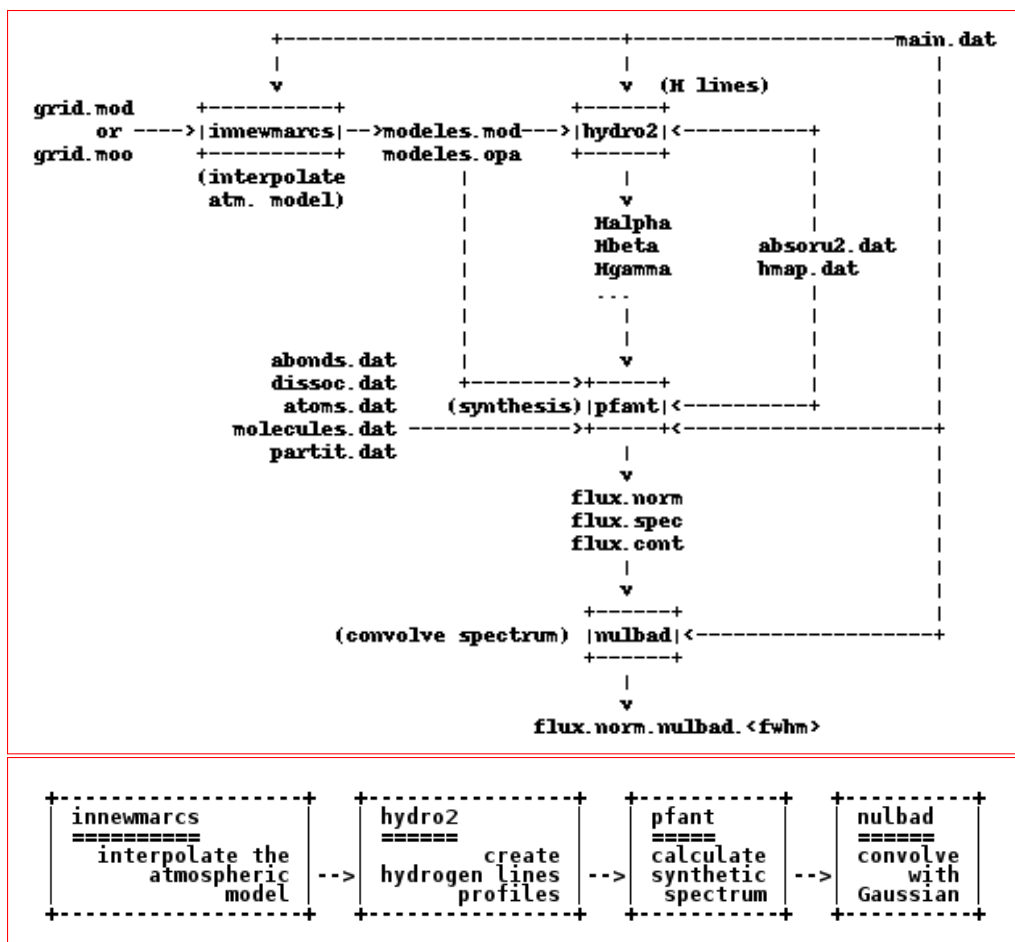 +---------------------------+---------------------main.dat
|                           |                        |
v                           v  (H lines)             |
grid.mod     +----------+                  +------+
or ---->|innewmarcs|-->modeles.mod--->|hydro2|<----------+
grid.moo     +----------+   modeles.opa    +------+
(interpolate
atm. model)
v
Halpha
Hbeta         absoru2.dat
Hgamma        hmap.dat
...
abonds.dat                   v
dissoc.dat     +-------->+-----+
atoms.dat    (synthesis)|pfant|<----------+
molecules.dat ------------>+-----+<--------------------+
partit.dat                   |
v
flux.norm
flux.spec
flux.cont
|
v
+------+
(convolve spectrum) |nulbad|<-------------------+
+------+
|
v
flux.norm.nulbad.<fwhm>
+-------------------+   +----------------+   +-----------+   +----------+
| innewmarcs        |   | hydro2         |   | pfant     |   | nulbad   |
| ==========        |   | ======         |   | =====     |   | ======   |
|   interpolate the |   |         create |   | calculate |   | convolve |
|       atmospheric |-->| hydrogen lines |-->| synthetic |-->|     with |
|             model |   |       profiles |   |  spectrum |   | Gaussian |
+-------------------+   +----------------+   +-----------+   +----------+